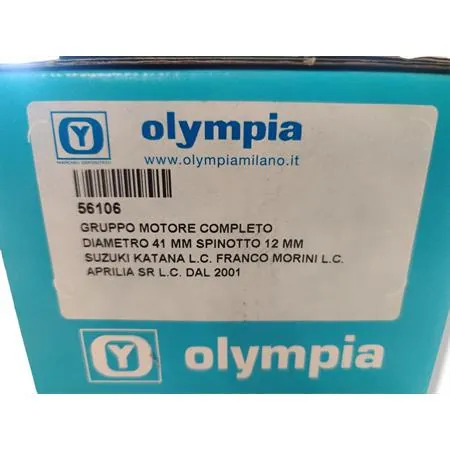 olympia
www.olympiamilano.it
56106
GRUPPO MOTORE COMPLETO
DIAMETRO 41 MM SPINOTTO 12 MM
SUZUKI KATANA L.C. FRANCO MORINI L.C.
APRILIA SR L.C. DAL 2001
olympia